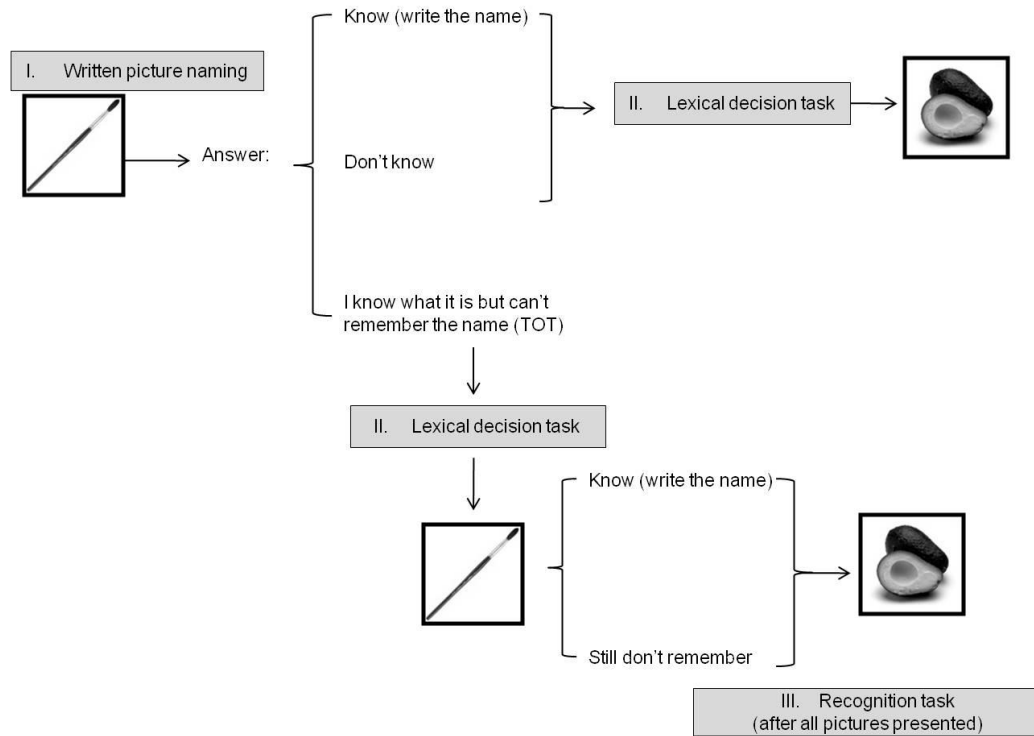 Know (write the name)
I. Written picture naming
II. Lexical decision task
Answer:
Don't know
I know what it is but can't
remember the name (TOT)
II. Lexical decision task
Know (write the name)
Still don't remember
III. Recognition task
(after all pictures presented)